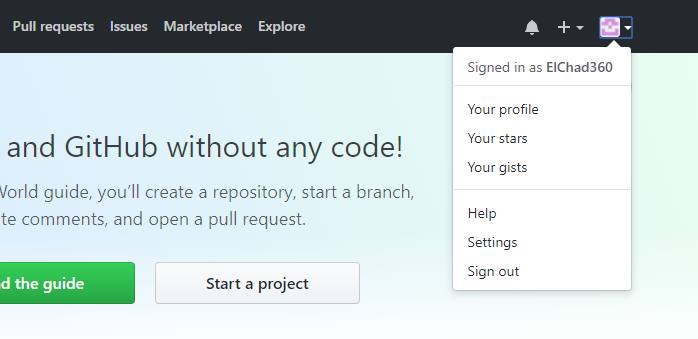 Pull requests Issues Marketplace Explore
Signed in as ElChad360
Your profile
Your stars
Your gists
Help
Settings
Sign out
and GitHub without any code!
World guide, you’ll create a repository, start a branch,
te comments, and open a pull request.
d the guide
Start a project